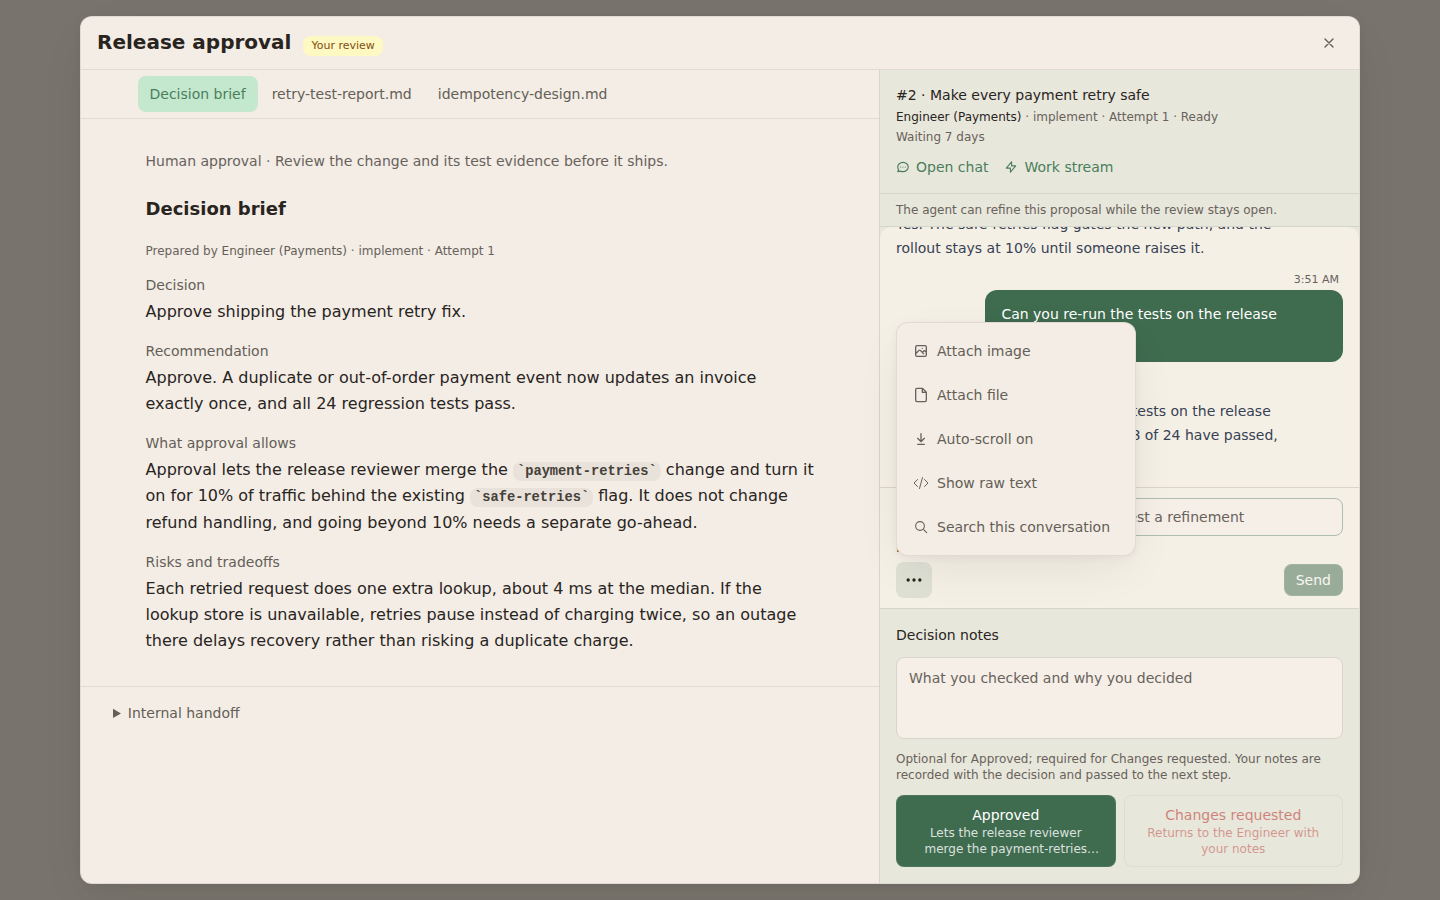 Release approval
Your review
Decision brief
retry-test-report.md
idempotency-design.md
Human approval · Review the change and its test evidence before it ships.
Decision brief
Prepared by Engineer (Payments) · implement · Attempt 1
Decision
Approve shipping the payment retry fix.
Recommendation
Approve. A duplicate or out-of-order payment event now updates an invoice
exactly once, and all 24 regression tests pass.
What approval allows
Approval lets the release reviewer merge the `payment-retries` change and turn it
on for 10% of traffic behind the existing `safe-retries` flag. It does not change
refund handling, and going beyond 10% needs a separate go-ahead.
Risks and tradeoffs
Each retried request does one extra lookup, about 4 ms at the median. If the
lookup store is unavailable, retries pause instead of charging twice, so an outage
there delays recovery rather than risking a duplicate charge.
Internal handoff
#2 · Make every payment retry safe
Engineer (Payments) · implement · Attempt 1 · Ready
Waiting 7 days
Open chat
Work stream
The agent can refine this proposal while the review stays open.
rollout stays at 10% until someone raises it.
3:51 AM
Can you re-run the tests on the release
tests on the release
of 24 have passed,
Attach image
Attach file
Auto-scroll on
Show raw text
Search this conversation
a refinement
Send
Decision notes
What you checked and why you decided
Optional for Approved; required for Changes requested. Your notes are
recorded with the decision and passed to the next step.
Approved
Lets the release reviewer
merge the payment-retries…
Changes requested
Returns to the Engineer with
your notes